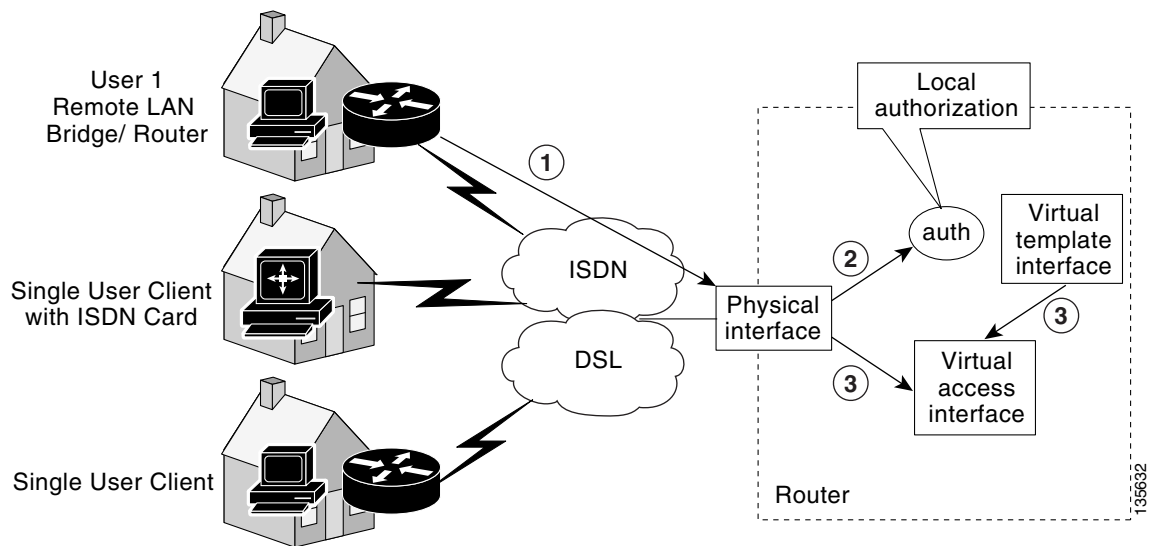 User 1
Remote LAN
Bridge/ Router
Single User Client
with ISDN Card
Single User Client
1
ISDN
DSL
Physical
interface
2
3
Local
authorization
auth
Virtual
template
interface
3
Virtual
access
interface
Router
135632